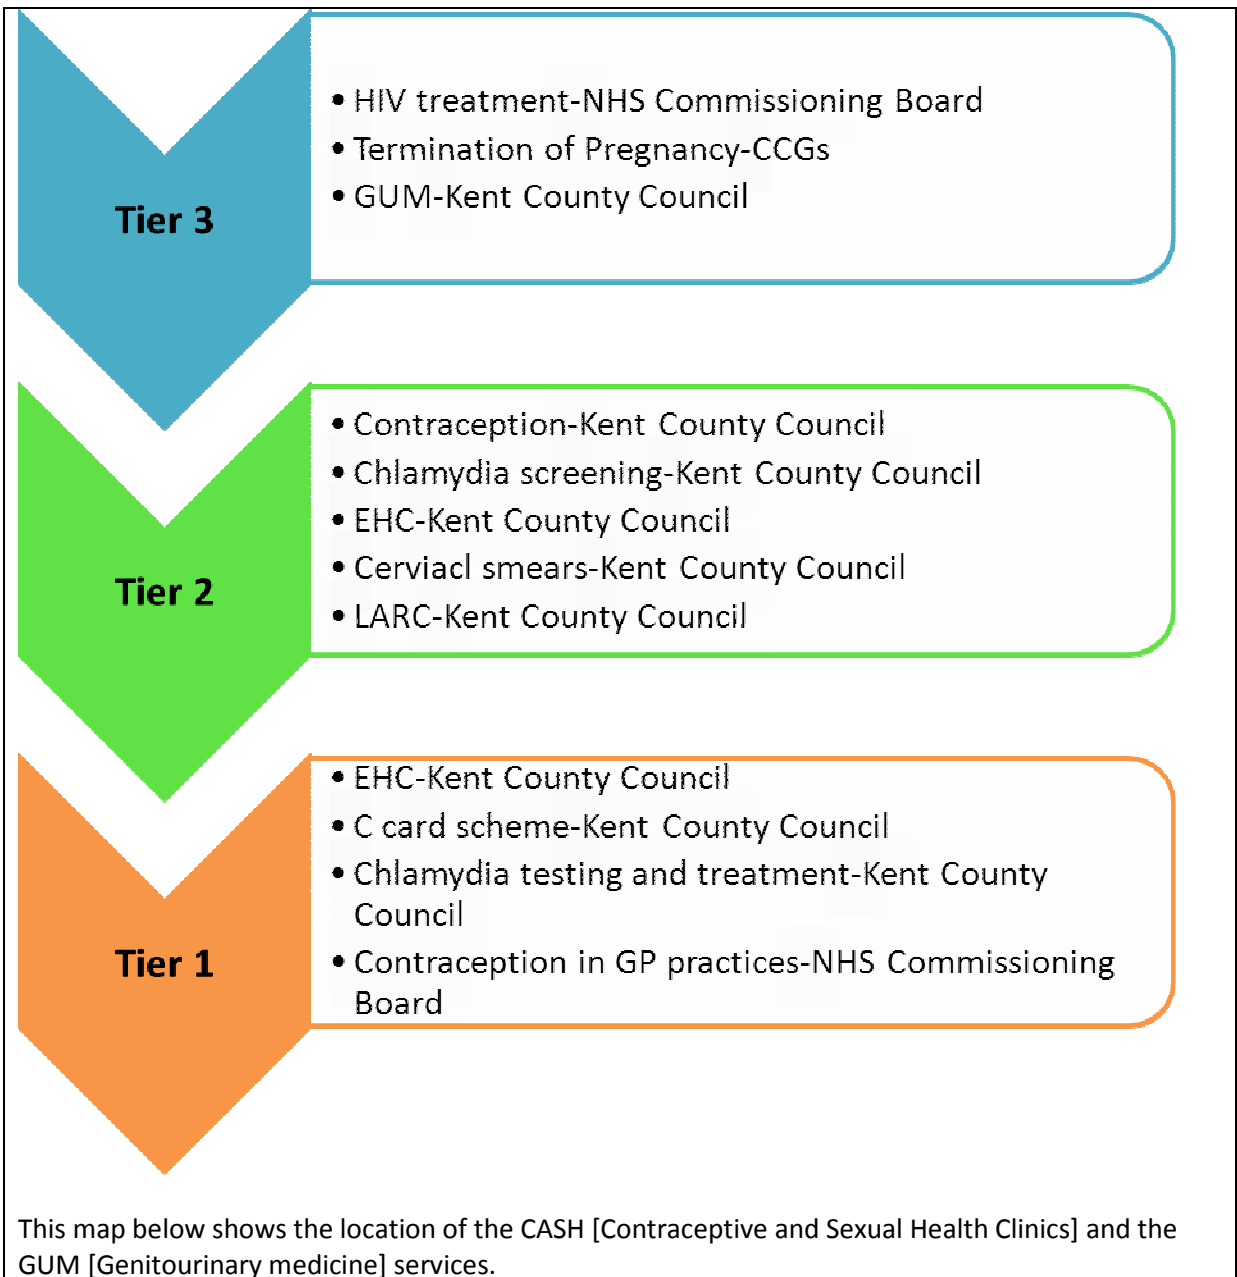 Tier 3
• HIV treatment-NHS Commissioning Board
• Termination of Pregnancy-CCGs
• GUM-Kent County Council
Tier 2
• Contraception-Kent County Council
• Chlamydia screening-Kent County Council
• EHC-Kent County Council
• Cerviacl smears-Kent County Council
• LARC-Kent County Council
Tier 1
• EHC-Kent County Council
• C card scheme-Kent County Council
• Chlamydia testing and treatment-Kent County
Council
• Contraception in GP practices-NHS Commissioning
Board
This map below shows the location of the CASH [Contraceptive and Sexual Health Clinics] and the
GUM [Genitourinary medicine] services.